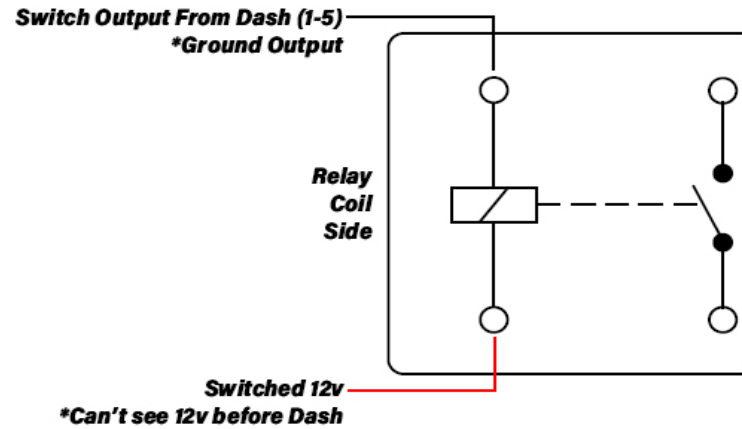 Switch Output From Dash (1-5)
*Ground Output
Relay
Coil
Side
Switched 12v
*Can't see 12v before Dash